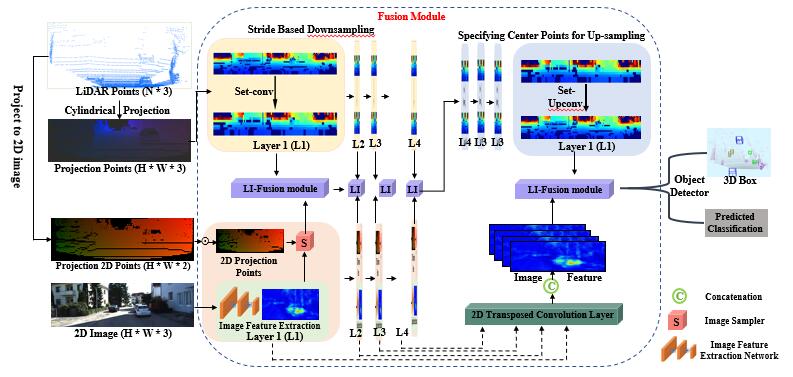 Fusion Module
Stride Based Downsampling
Specifying Center Points for Up-sampling
Project to 2D image
LiDAR Points (N * 3)
Cylindrical Projection
Projection Points (H * W * 3)
Set-conv
Layer 1 (L1)
L2 L3 L4
L4 L3 L3
Set-
Upconv
Layer 1 (L1)
LI-Fusion module
LI
LI
LI
LI-Fusion module
Object
Detector
3D Box
Predicted
Classification
Projection 2D Points (H * W * 2)
2D Projection
Points
S
2D Image (H * W * 3)
Image Feature Extraction
Layer 1 (L1)
L2 L3 L4
Image Feature
C
2D Transposed Convolution Layer
C Concatenation
S Image Sampler
Image Feature
Extraction Network